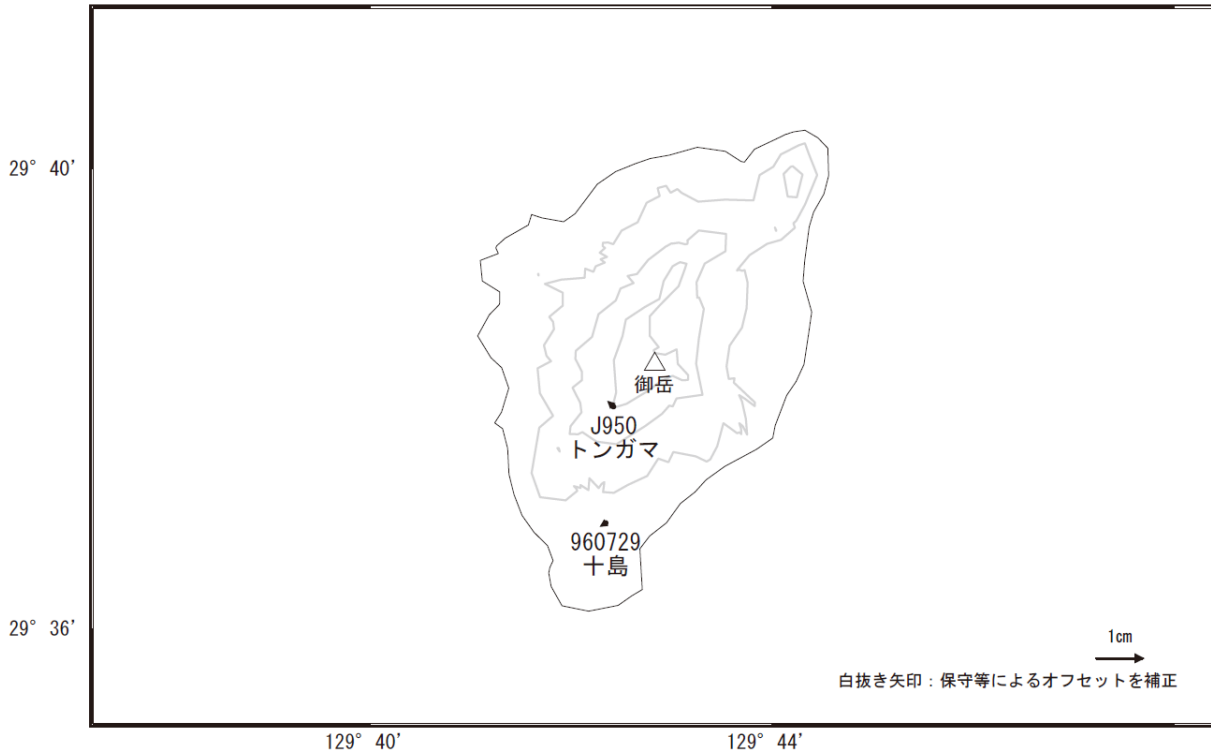 29° 40'
御岳
J950
トンガマ
960729
十島
29° 36'
1cm
白抜き矢印：保守等によるオフセットを補正
129° 40'
129° 44'